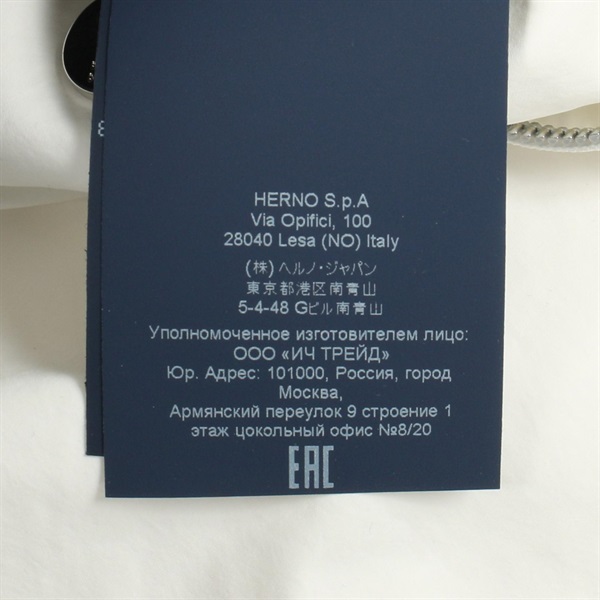 HERNO S.p.A
Via Opifici, 100
28040 Lesa (NO) Italy
(株) ヘルノ・ジャパン
東京都港区南青山
5-4-48 Gビル南青山
Уполномоченное изготовителем лицо:
ООО «ИЧ ТРЕЙД»
Юр. Адрес: 101000, Россия, город
Москва,
Армянский переулок 9 строение 1
этаж цокольный офис №8/20
EAC